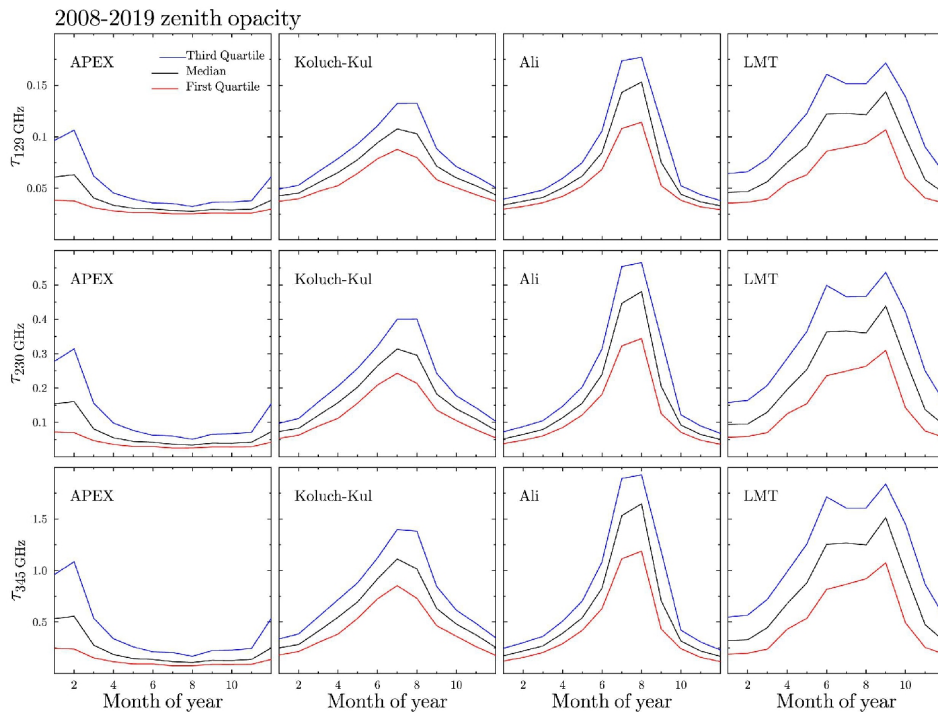 2008-2019 zenith opacity
APEX
Third Quartile
Median
First Quartile
Koluch-Kul
Ali
LMT
0.15
0.1
0.05
τ129 GHz
APEX
Koluch-Kul
Ali
LMT
0.5
0.4
0.3
0.2
0.1
τ230 GHz
APEX
Koluch-Kul
Ali
LMT
1.5
1.0
0.5
τ345 GHz
2 4 6 8 10 2 4 6 8 10 2 4 6 8 10 2 4 6 8 10
Month of year Month of year Month of year Month of year